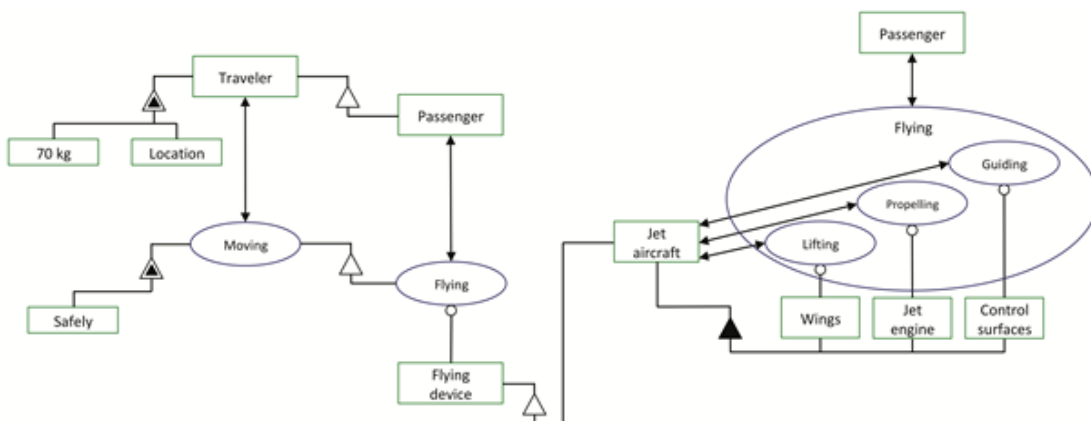 Traveler
Passenger
70 kg
Location
Moving
Safely
Flying
Flying
device
Passenger
Flying
Guiding
Propelling
Lifting
Jet
aircraft
Wings
Jet
engine
Control
surfaces